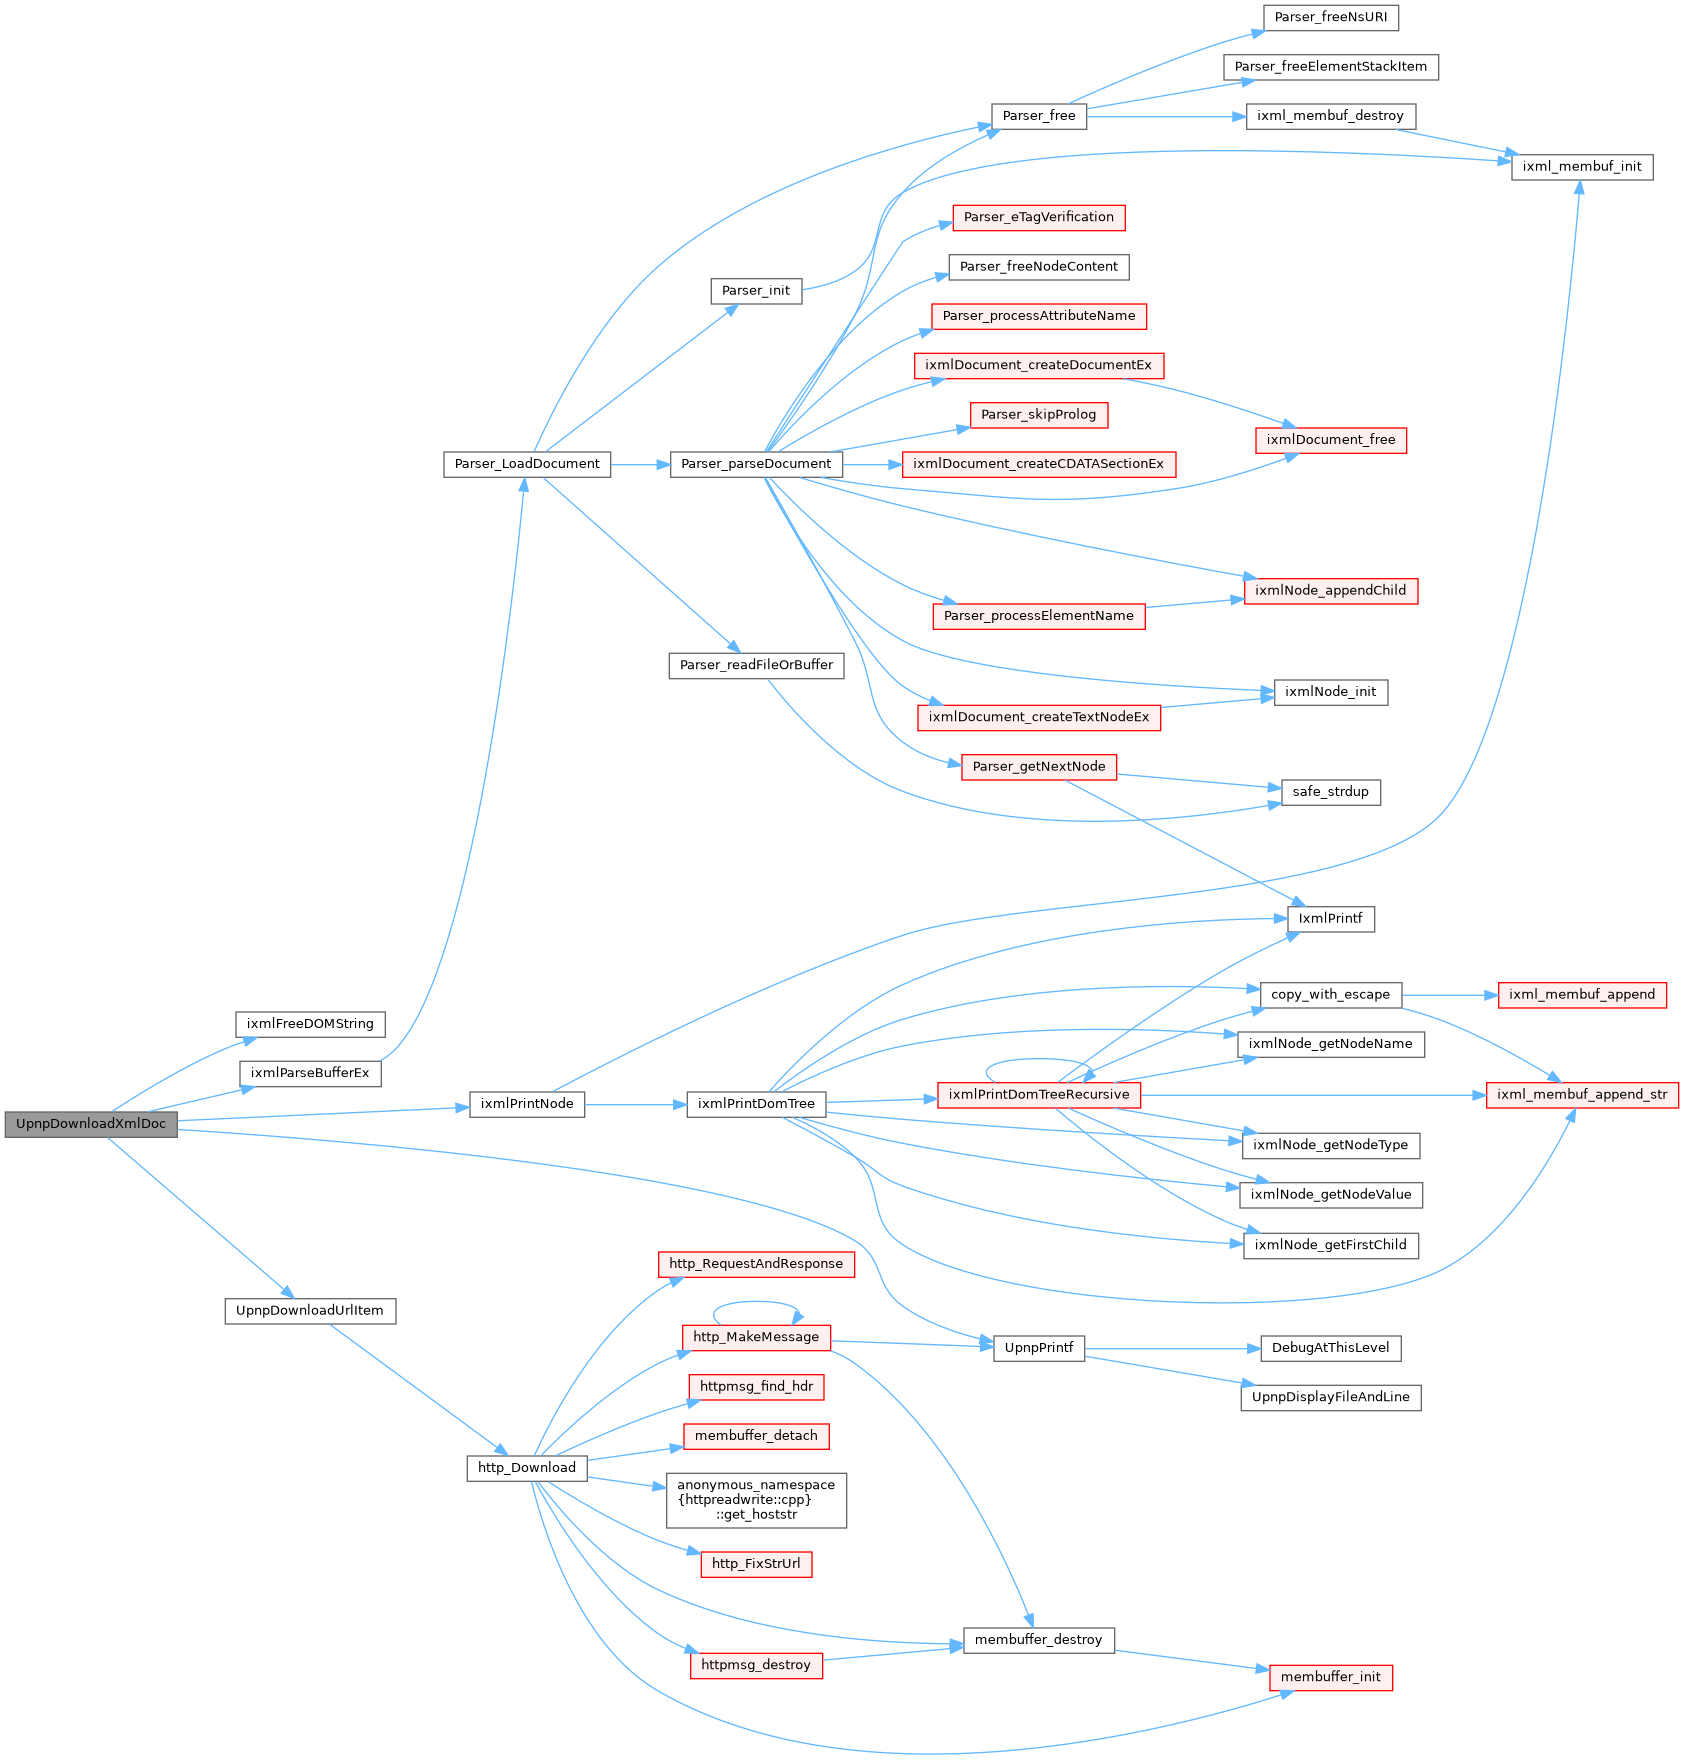 Parser_freeNsURI
Parser_freeElementStackItem
Parser_free
ixml_membuf_destroy
ixml_membuf_init
Parser_eTagVerification
Parser_freeNodeContent
Parser_init
Parser_processAttributeName
ixmlDocument_createDocumentEx
Parser_skipProlog
ixmlDocument_free
Parser_LoadDocument
Parser_parseDocument
ixmlDocument_createCDATASectionEx
ixmlNode_appendChild
Parser_processElementName
Parser_readFileOrBuffer
ixmlNode_init
ixmlDocument_createTextNodeEx
Parser_getNextNode
safe_strdup
IxmlPrintf
copy_with_escape
ixml_membuf_append
ixmlFreeDOMString
ixmlNode_getNodeName
ixmlParseBufferEx
ixmlPrintDomTreeRecursive
ixml_membuf_append_str
ixmlPrintNode
ixmlPrintDomTree
UpnpDownloadXmlDoc
ixmlNode_getNodeType
ixmlNode_getNodeValue
ixmlNode_getFirstChild
http_RequestAndResponse
UpnpDownloadUrlItem
http_MakeMessage
UpnpPrintf
DebugAtThisLevel
httpmsg_find_hdr
UpnpDisplayFileAndLine
membuffer_detach
http_Download
anonymous_namespace
{httpreadwrite::cpp}
::get_hoststr
http_FixStrUrl
membuffer_destroy
httpmsg_destroy
membuffer_init